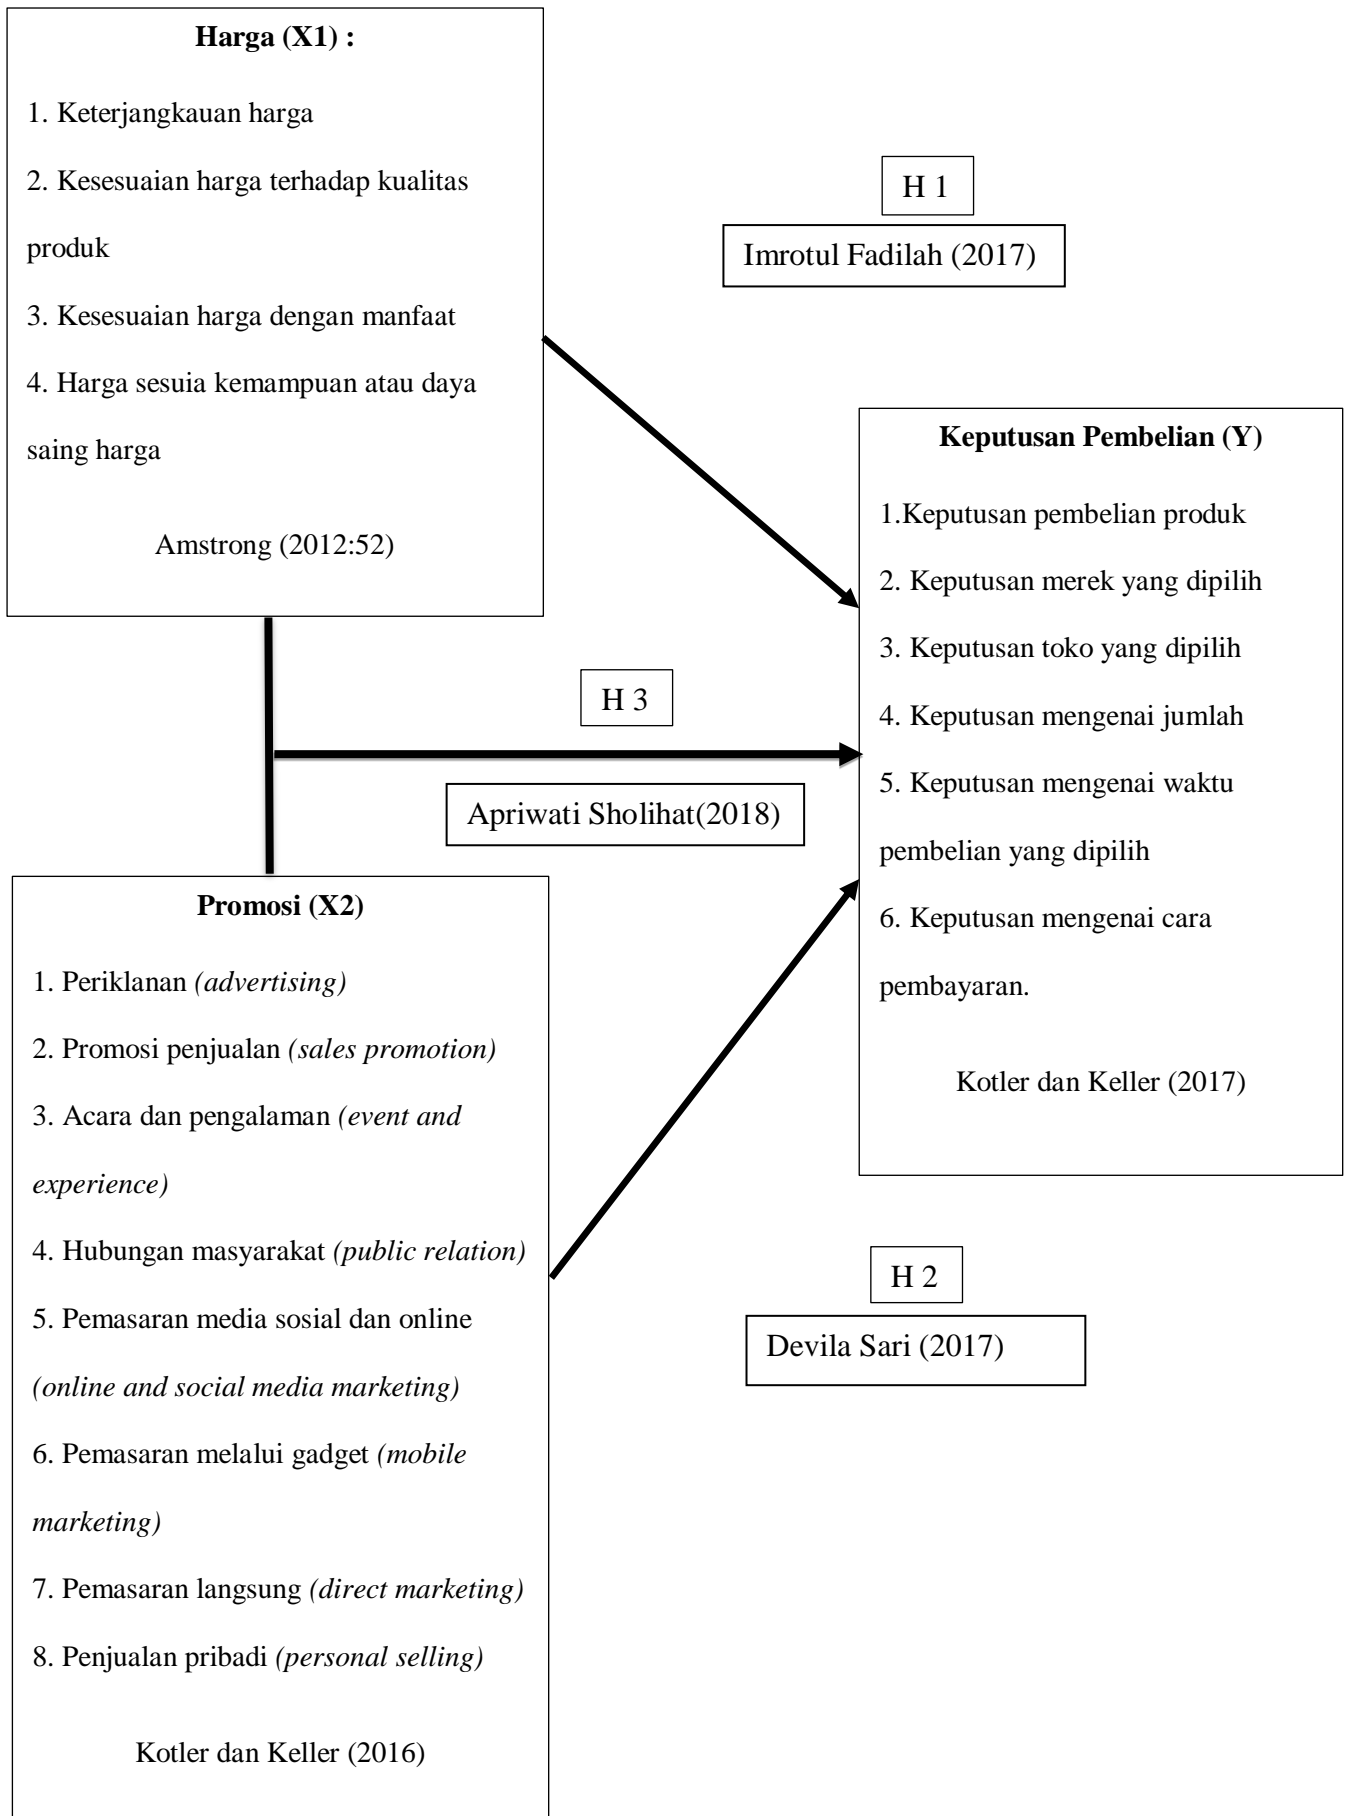 Harga (X1) :
1. Keterjangkauan harga
2. Kesesuaian harga terhadap kualitas
produk
3. Kesesuaian harga dengan manfaat
4. Harga sesuia kemampuan atau daya
saing harga
Amstrong (2012:52)
H 1
Imrotul Fadilah (2017)
H 3
Apriwati Sholihat(2018)
Keputusan Pembelian (Y)
1.Keputusan pembelian produk
2. Keputusan merek yang dipilih
3. Keputusan toko yang dipilih
4. Keputusan mengenai jumlah
5. Keputusan mengenai waktu
pembelian yang dipilih
6. Keputusan mengenai cara
pembayaran.
Kotler dan Keller (2017)
Promosi (X2)
1. Periklanan (advertising)
2. Promosi penjualan (sales promotion)
3. Acara dan pengalaman (event and
experience)
4. Hubungan masyarakat (public relation)
5. Pemasaran media sosial dan online
(online and social media marketing)
6. Pemasaran melalui gadget (mobile
marketing)
7. Pemasaran langsung (direct marketing)
8. Penjualan pribadi (personal selling)
Kotler dan Keller (2016)
H 2
Devila Sari (2017)